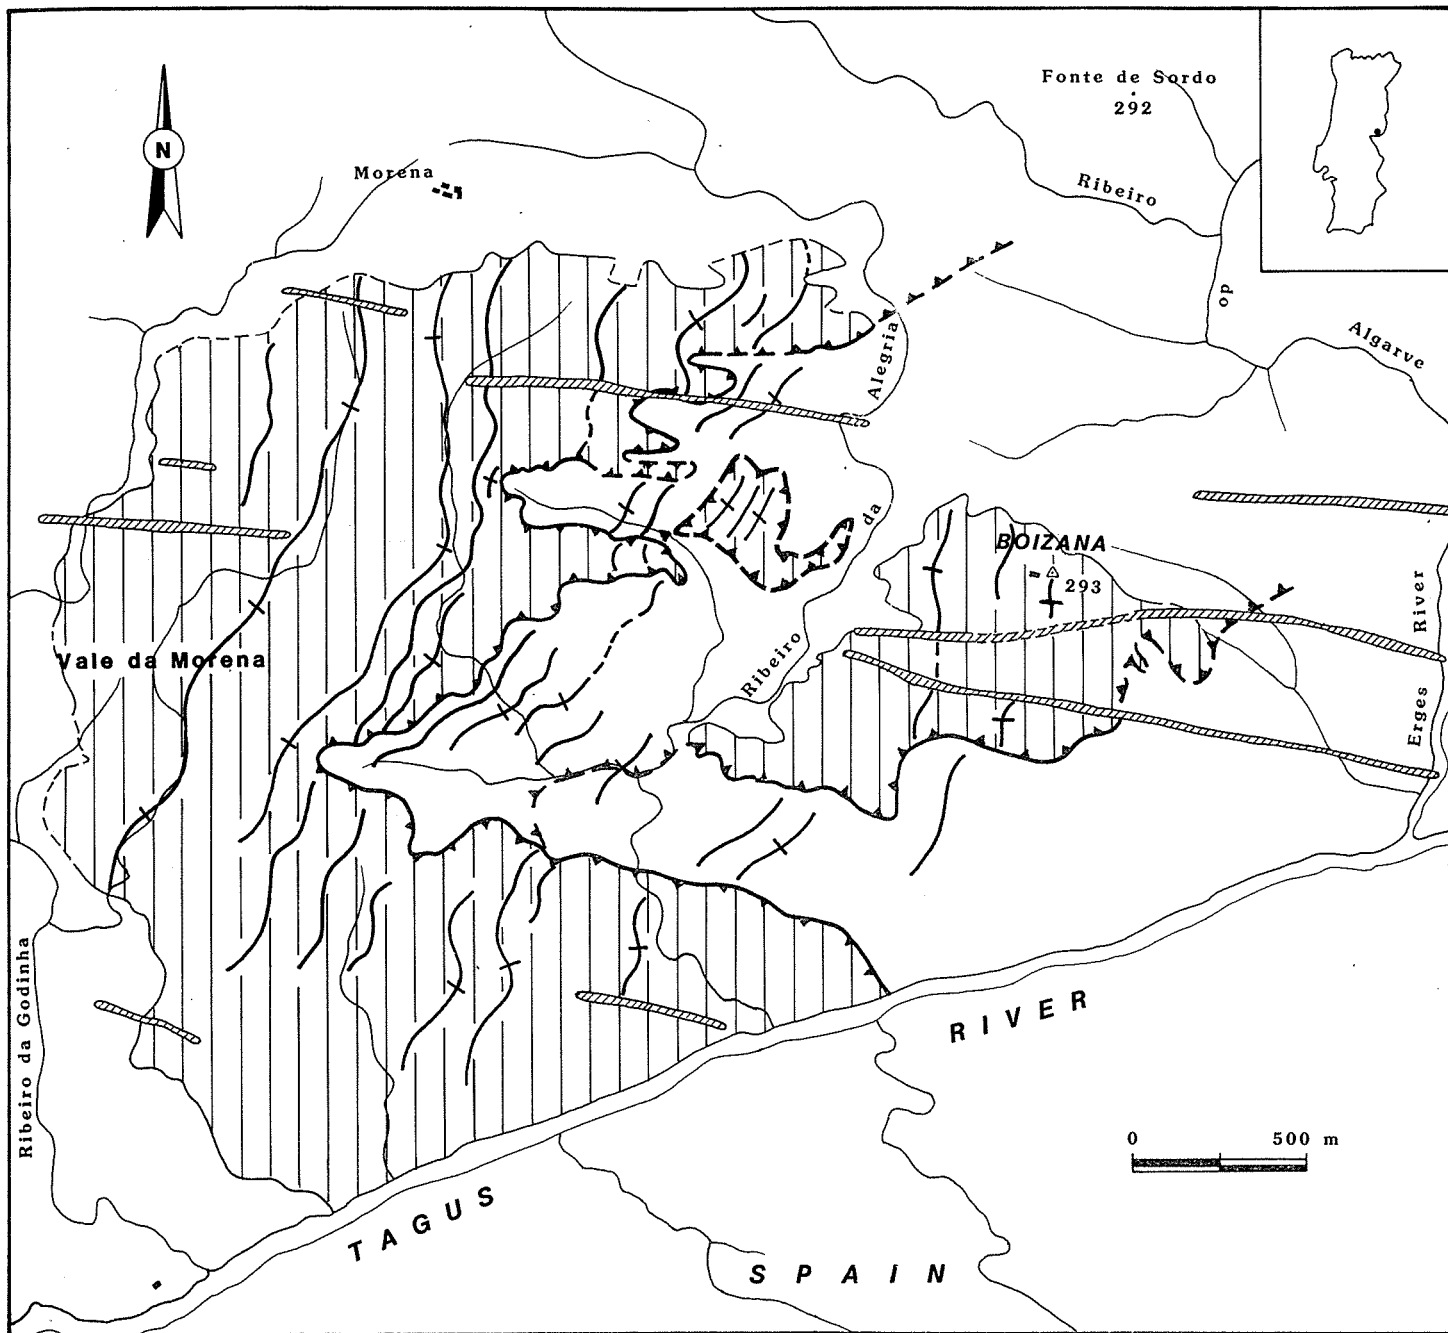 Fonte de Sordo
292
N
Morena
Ribeiro
do
Algarve
Alegria
da
Ribeiro
BOIZANA
293
Vale da Morena
Erges River
Ribeiro da Godinha
RIVER
TAGUS
SPAIN
0 500 m